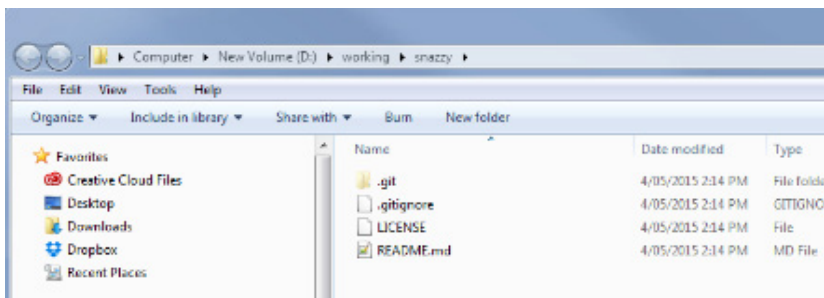 Computer ▸ New Volume (D:) ▸ working ▸ snazzy ▸
File Edit View Tools Help
Organize ▾ Include in library ▾ Share with ▾ Burn New folder
Favorites
Creative Cloud Files
Desktop
Downloads
Dropbox
Recent Places
Name Date modified Type
.git 4/05/2015 2:14 PM File folde
.gitignore 4/05/2015 2:14 PM GITIGNO
LICENSE 4/05/2015 2:14 PM File
README.md 4/05/2015 2:14 PM MD File